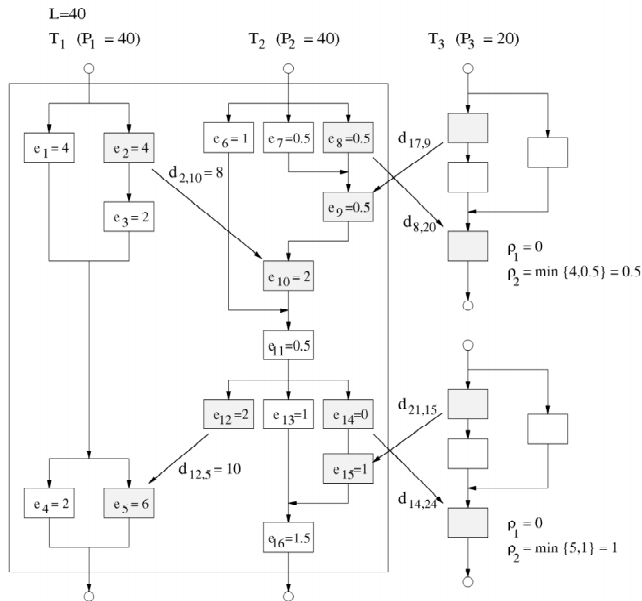 L=40
T₁ (P₁ = 40)
T₂ (P₂ = 40)
T₃ (P₃ = 20)
e₁ = 4
e₂ = 4
e₆ = 1
e₇ = 0.5
e₈ = 0.5
d₁₇,₉
d₂,₁₀ = 8
e₃ = 2
e₉ = 0.5
d₈,₂₀
e₁₀ = 2
ρ₁ = 0
ρ₂ = min {4,0.5} = 0.5
e₁₁=0.5
e₁₂=2
e₁₃=1
e₁₄=0
d₂₁,₁₅
d₁₂,₅ = 10
e₁₅=1
e₄ = 2
e₅ = 6
d₁₄,₂₄
e₁₆=1.5
ρ₁ = 0
ρ₂ = min {5,1} = 1